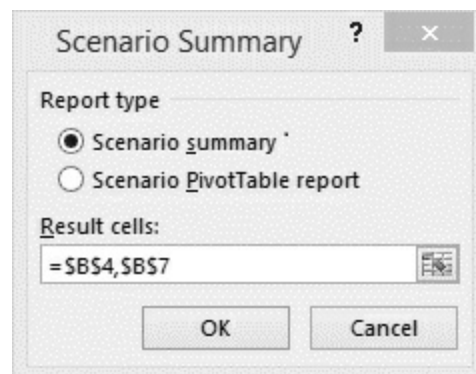 Scenario Summary ? ×
Report type
Scenario summary
Scenario PivotTable report
Result cells:
=$B$4,$B$7
OK Cancel